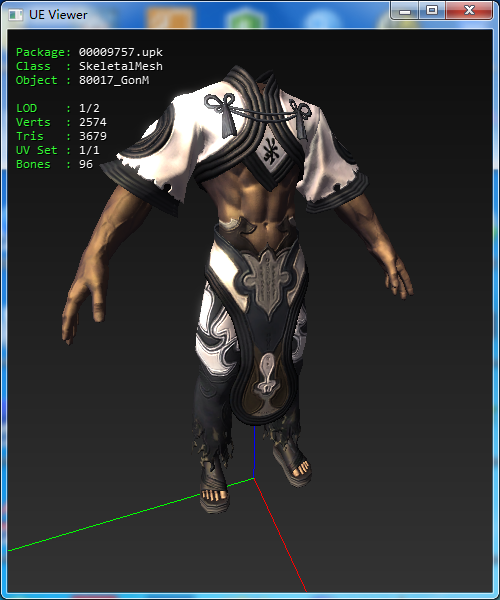 UE Viewer
Package: 00009757.upk
Class : SkeletalMesh
Object : 80017_GonM
LOD : 1/2
Verts : 2574
Tris : 3679
UV Set : 1/1
Bones : 96